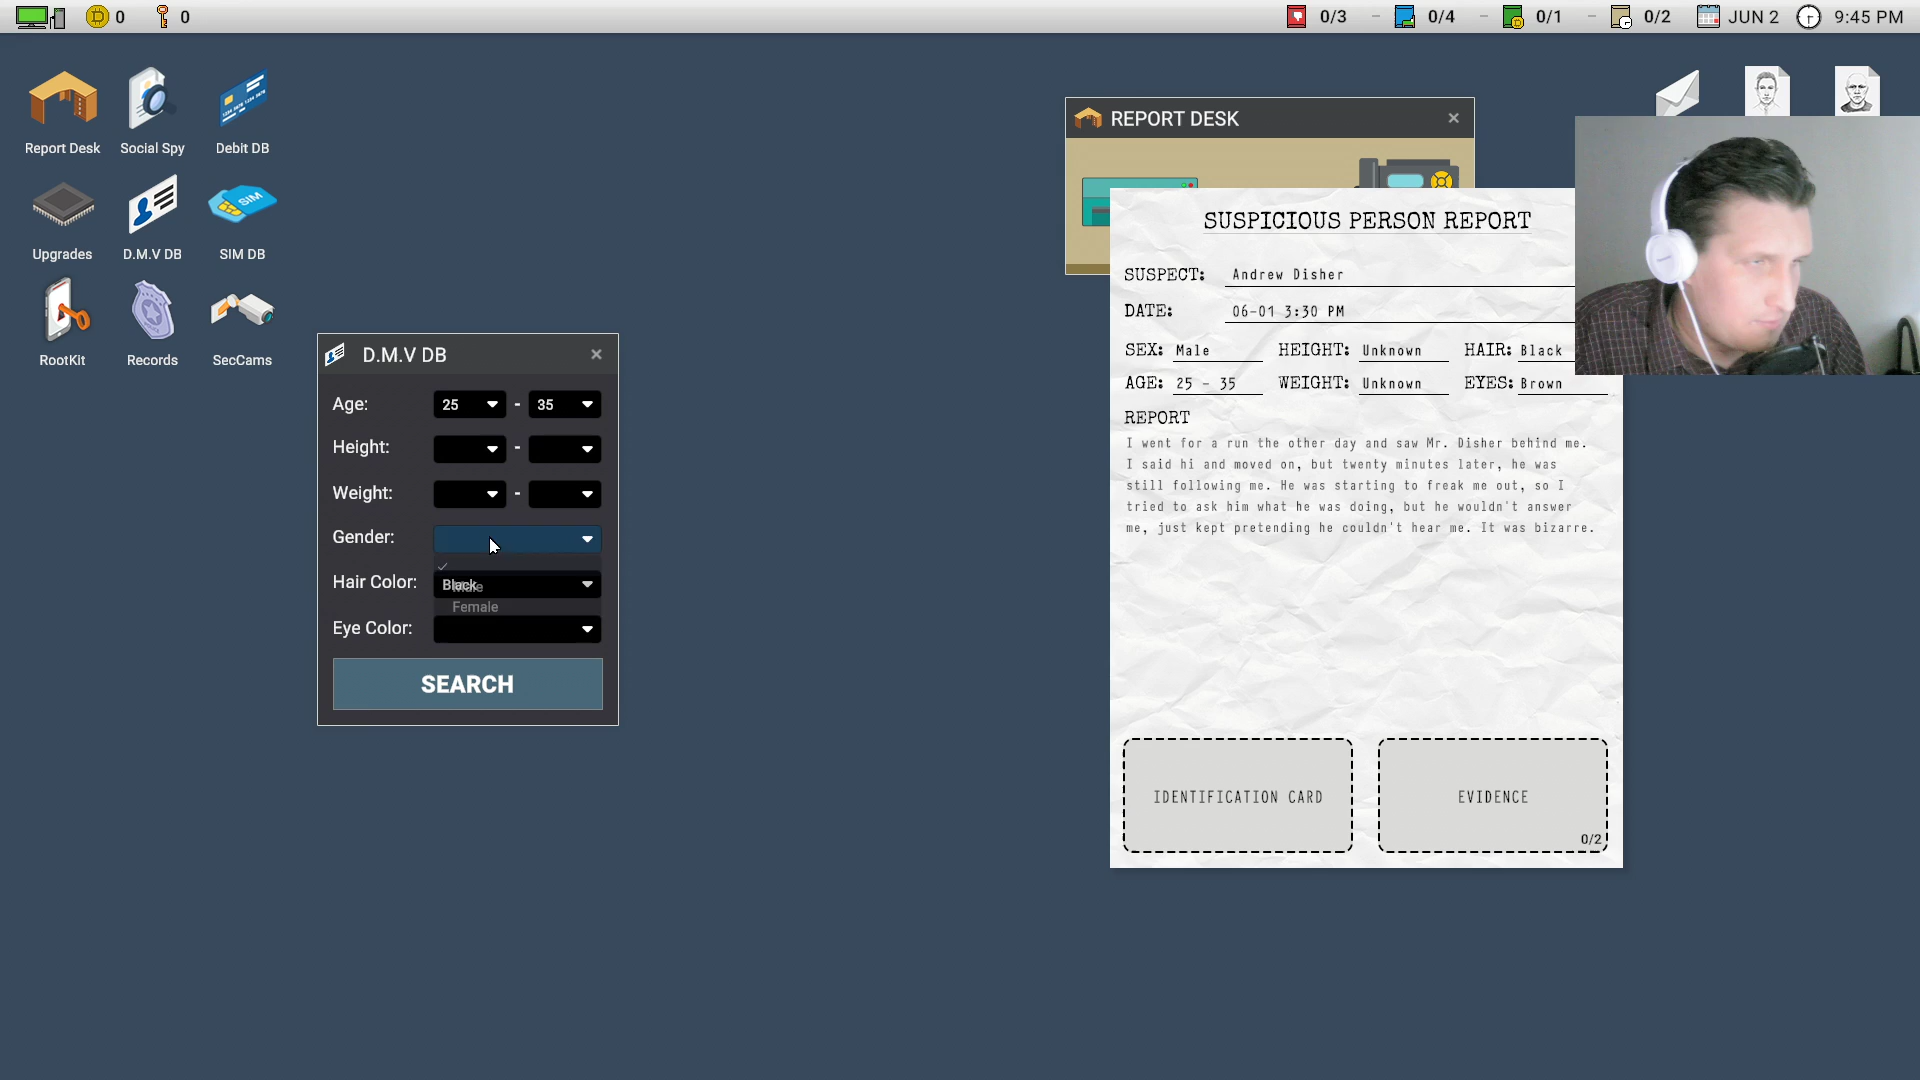 0 0 0/3 - 0/4 - 0/1 - 0/2 JUN 2 9:45 PM
Report Desk Social Spy Debit DB
Upgrades D.M.V DB SIM DB
SIM
RootKit Records SecCams
D.M.V DB
Age: 25 - 35
Height: -
Weight: -
Gender:
Hair Color: Black
Male
Female
Eye Color:
SEARCH
REPORT DESK
SUSPICIOUS PERSON REPORT
SUSPECT: Andrew Disher
DATE: 06-01 3:30 PM
SEX: Male HEIGHT: Unknown HAIR: Black
AGE: 25 - 35 WEIGHT: Unknown EYES: Brown
REPORT
I went for a run the other day and saw Mr. Disher behind me.
I said hi and moved on, but twenty minutes later, he was
still following me. He was starting to freak me out, so I
tried to ask him what he was doing, but he wouldn't answer
me, just kept pretending he couldn't hear me. It was bizarre.
IDENTIFICATION CARD
EVIDENCE
0/2